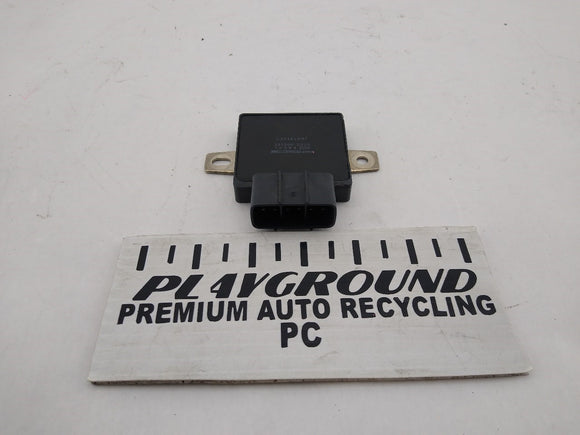 PL4YGROUND
PREMIUM AUTO RECYCLING
PC